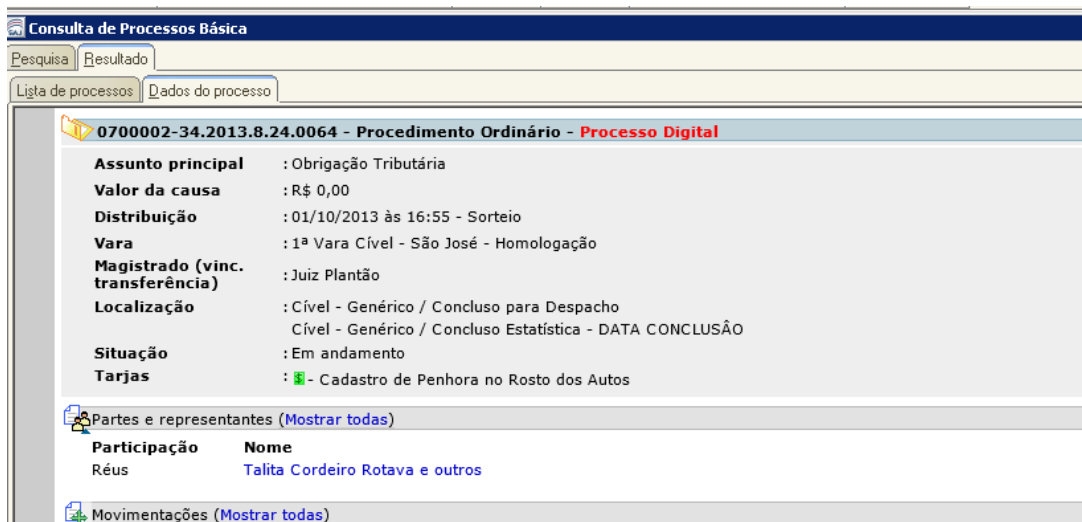 Consulta de Processos Básica
Pesquisa Resultado
Lista de processos Dados do processo
0700002-34.2013.8.24.0064 - Procedimento Ordinário - Processo Digital
Assunto principal : Obrigação Tributária
Valor da causa : R$ 0,00
Distribuição : 01/10/2013 às 16:55 - Sorteio
Vara : 1ª Vara Cível - São José - Homologação
Magistrado (vinc.
transferência) : Juiz Plantão
Localização : Cível - Genérico / Concluso para Despacho
Cível - Genérico / Concluso Estatística - DATA CONCLUSÂO
Situação : Em andamento
Tarjas : $ - Cadastro de Penhora no Rosto dos Autos
Partes e representantes (Mostrar todas)
Participação Nome
Réus Talita Cordeiro Rotava e outros
Movimentações (Mostrar todas)